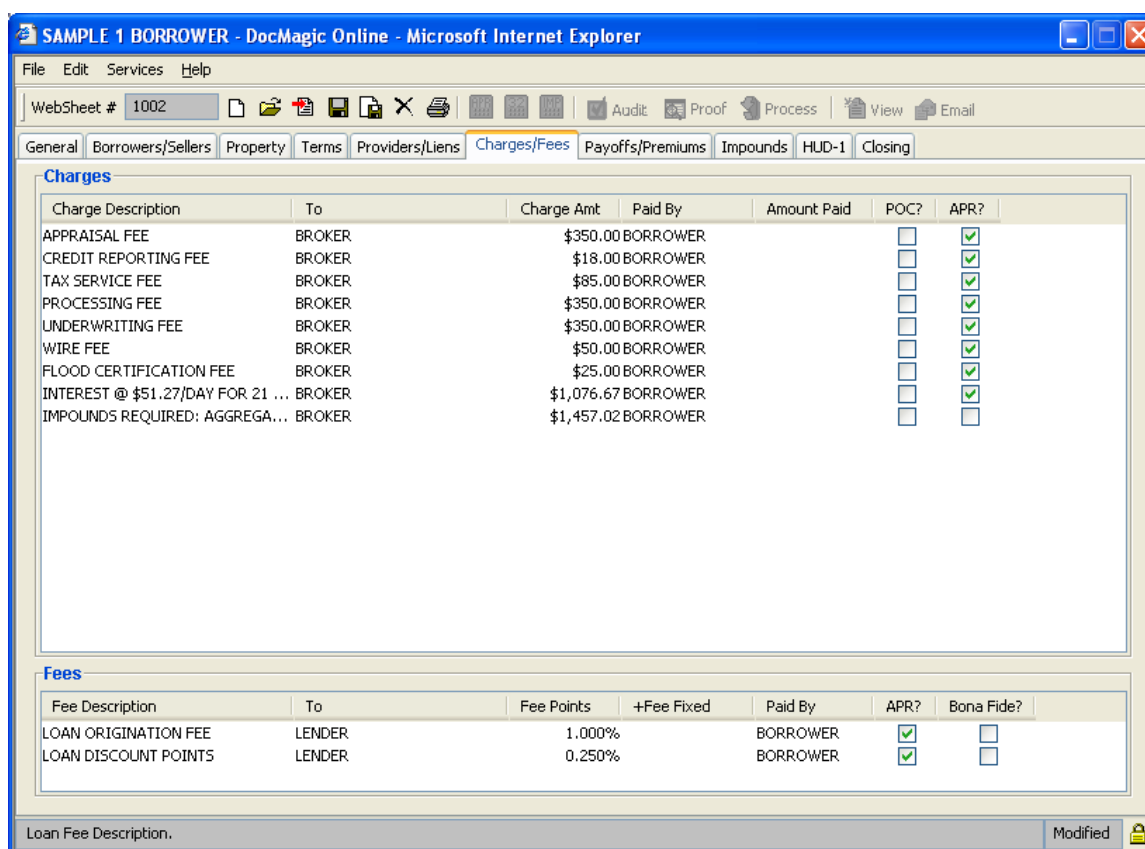 SAMPLE 1 BORROWER - DocMagic Online - Microsoft Internet Explorer
File Edit Services Help
WebSheet # 1002 Audit Proof Process View Email
General Borrowers/Sellers Property Terms Providers/Liens Charges/Fees Payoffs/Premiums Impounds HUD-1 Closing
Charges
Charge Description To Charge Amt Paid By Amount Paid POC? APR?
APPRAISAL FEE BROKER $350.00 BORROWER
CREDIT REPORTING FEE BROKER $18.00 BORROWER
TAX SERVICE FEE BROKER $85.00 BORROWER
PROCESSING FEE BROKER $350.00 BORROWER
UNDERWRITING FEE BROKER $350.00 BORROWER
WIRE FEE BROKER $50.00 BORROWER
FLOOD CERTIFICATION FEE BROKER $25.00 BORROWER
INTEREST @ $51.27/DAY FOR 21 ... BROKER $1,076.67 BORROWER
IMPOUNDS REQUIRED: AGGREGA... BROKER $1,457.02 BORROWER
Fees
Fee Description To Fee Points +Fee Fixed Paid By APR? Bona Fide?
LOAN ORIGINATION FEE LENDER 1.000% BORROWER
LOAN DISCOUNT POINTS LENDER 0.250% BORROWER
Loan Fee Description. Modified